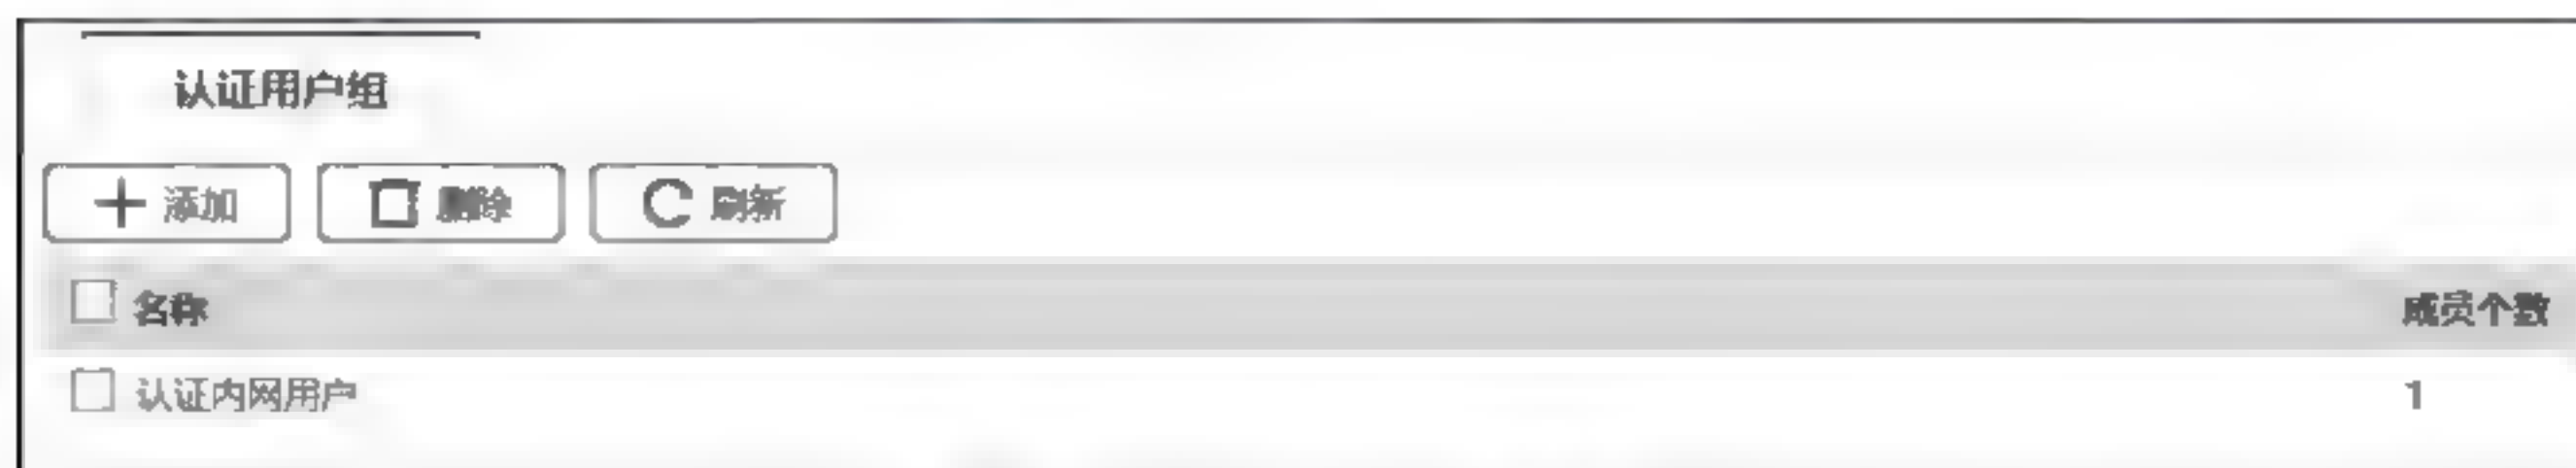 认证用户组
添加 删除 刷新
名称 成员个数
认证内网用户 1